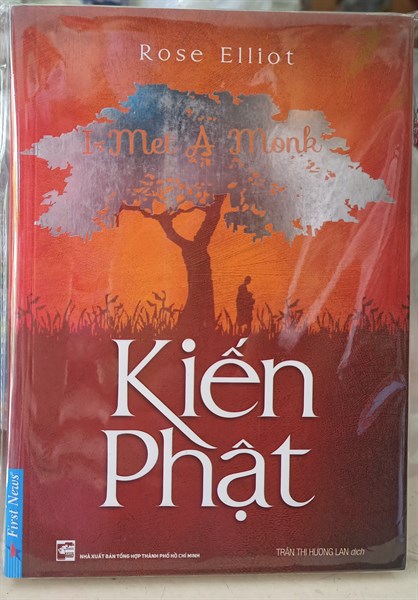 Rose Elliot
I Met A Monk
Kiến
Phật
First News
NHÀ XUẤT BẢN TỔNG HỢP THÀNH PHỐ HỒ CHÍ MINH
TRẦN THỊ HƯƠNG LAN dịch